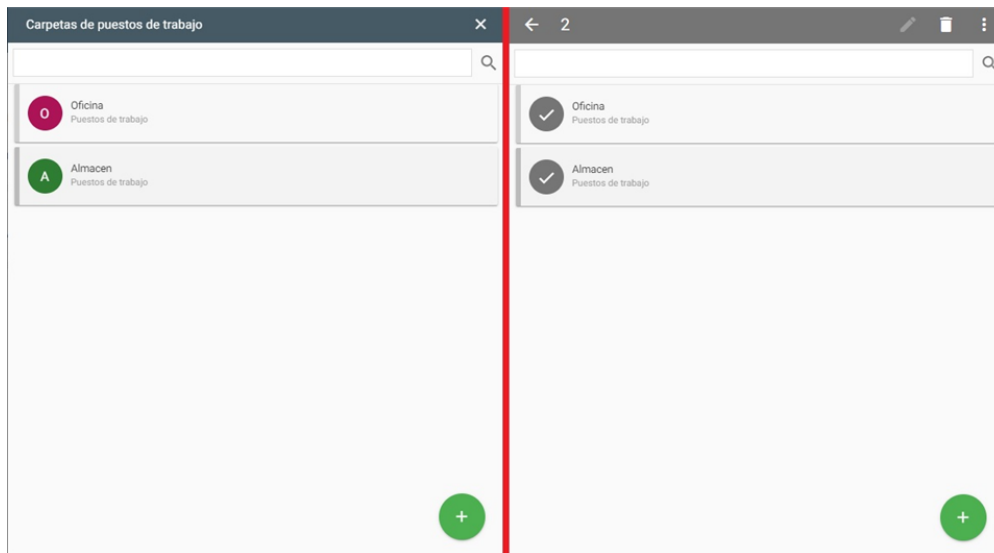 Carpetas de puestos de trabajo
O
Oficina
Puestos de trabajo
A
Almacen
Puestos de trabajo
2
Oficina
Puestos de trabajo
Almacen
Puestos de trabajo